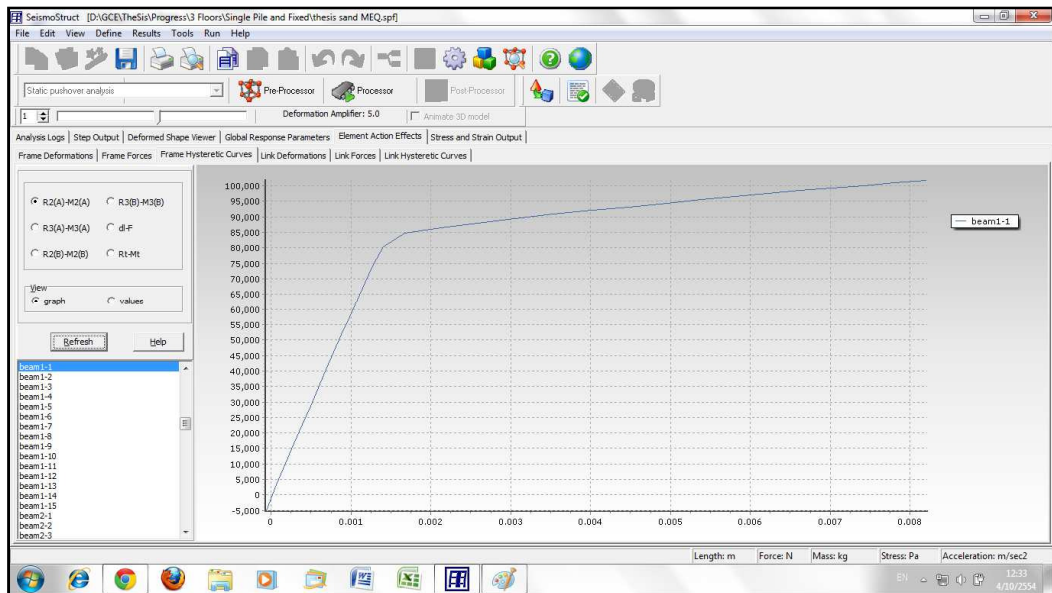 SeismoStruct [D:\GCE\TheSis\Progress\3 Floors\Single Pile and Fixed\thesis sand MEQ.spf]
File Edit View Define Results Tools Run Help
Static pushover analysis Pre-Processor Processor Post-Processor
1 Deformation Amplifier: 5.0 Animate 3D model
Analysis Logs Step Output Deformed Shape Viewer Global Response Parameters Element Action Effects Stress and Strain Output
Frame Deformations Frame Forces Frame Hysteretic Curves Link Deformations Link Forces Link Hysteretic Curves
R2(A)-M2(A) R3(B)-M3(B)
R3(A)-M3(A) dl-F
R2(B)-M2(B) Rt-Mt
View
graph values
Refresh Help
beam1-1
beam1-2
beam1-3
beam1-4
beam1-5
beam1-6
beam1-7
beam1-8
beam1-9
beam1-10
beam1-11
beam1-12
beam1-13
beam1-14
beam1-15
beam2-1
beam2-2
beam2-3
100,000
95,000
90,000
85,000
80,000
75,000
70,000
65,000
60,000
55,000
50,000
45,000
40,000
35,000
30,000
25,000
20,000
15,000
10,000
5,000
0
-5,000
0 0.001 0.002 0.003 0.004 0.005 0.006 0.007 0.008
beam1-1
Length: m Force: N Mass: kg Stress: Pa Acceleration: m/sec2
EN 12:33
4/10/2554